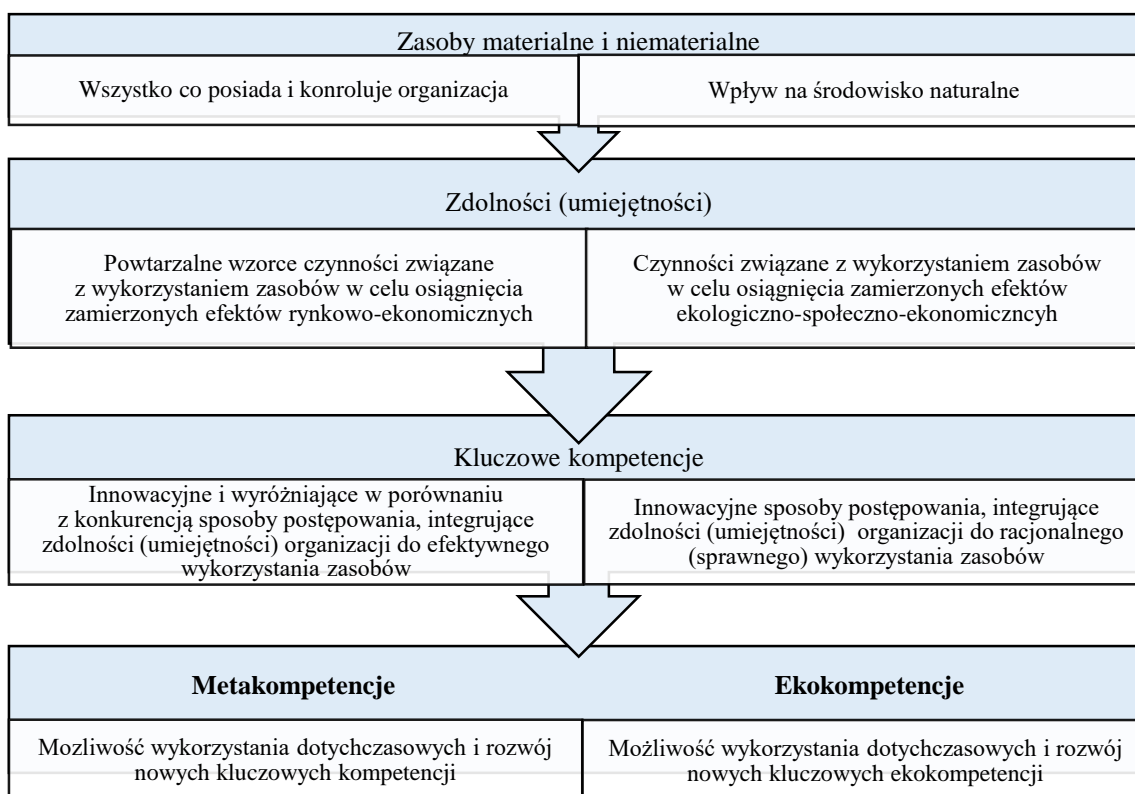 Zasoby materialne i niematerialne
Wszystko co posiada i konroluje organizacja
Wpływ na środowisko naturalne
Zdolności (umiejętności)
Powtarzalne wzorce czynności związane
z wykorzystaniem zasobów w celu osiągnięcia
zamierzonych efektów rynkowo-ekonomicznych
Czynności związane z wykorzystaniem zasobów
w celu osiągnięcia zamierzonych efektów
ekologiczno-społeczno-ekonomiczncyh
Kluczowe kompetencje
Innowacyjne i wyróżniające w porównaniu
z konkurencją sposoby postępowania, integrujące
zdolności (umiejętności) organizacji do efektywnego
wykorzystania zasobów
Innowacyjne sposoby postępowania, integrujące
zdolności (umiejętności) organizacji do racjonalnego
(sprawnego) wykorzystania zasobów
Metakompetencje
Ekokompetencje
Mozliwość wykorzystania dotychczasowych i rozwój
nowych kluczowych kompetencji
Możliwość wykorzystania dotychczasowych i rozwój
nowych kluczowych ekokompetencji